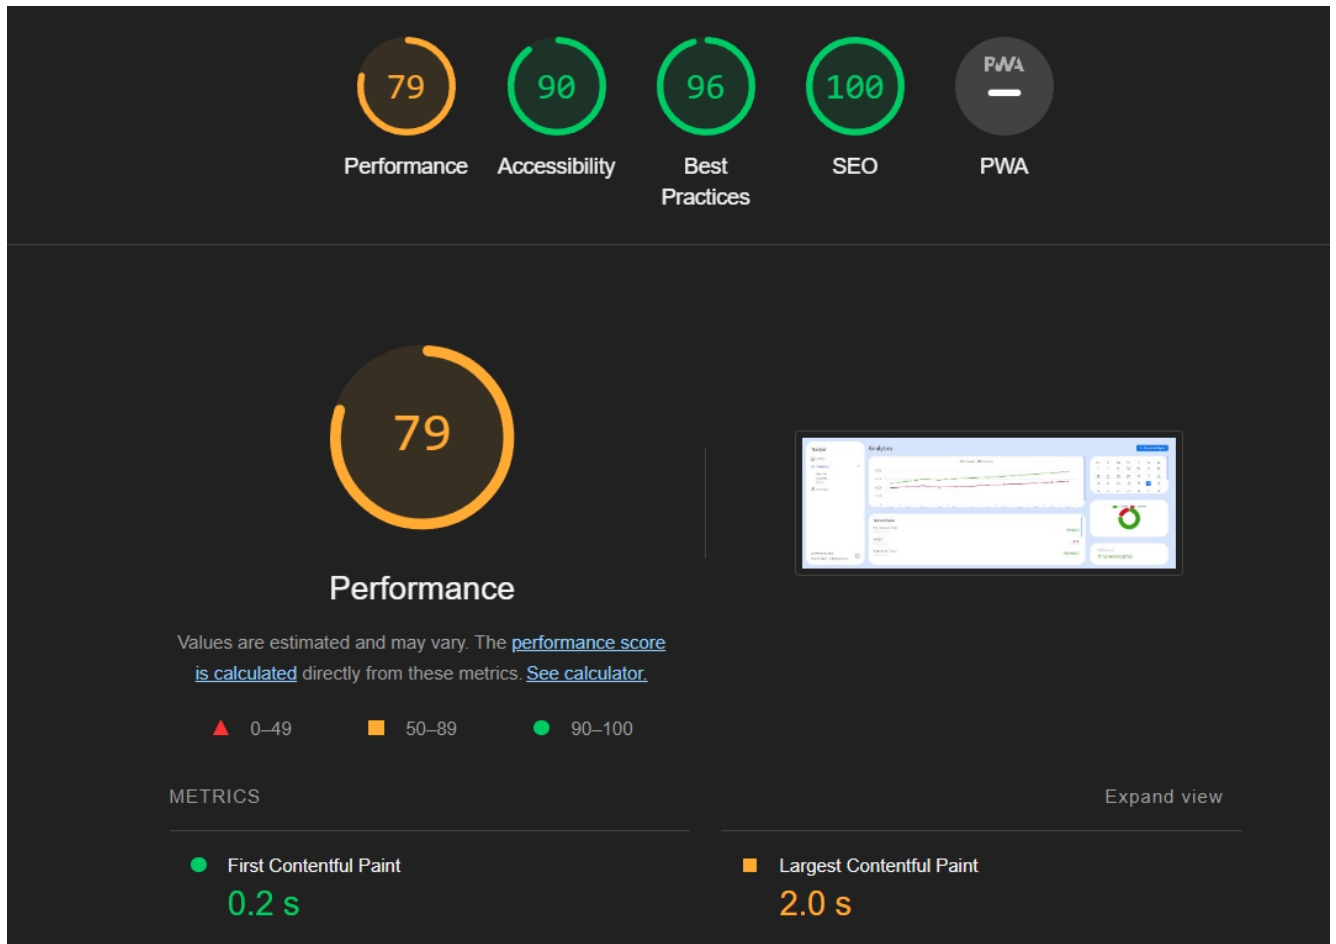 79
90
96
100
PWA
Performance
Accessibility
Best
Practices
SEO
PWA
79
Analytics
Performance
Values are estimated and may vary. The performance score
is calculated directly from these metrics. See calculator.
0–49
50–89
90–100
METRICS
Expand view
First Contentful Paint
0.2 s
Largest Contentful Paint
2.0 s